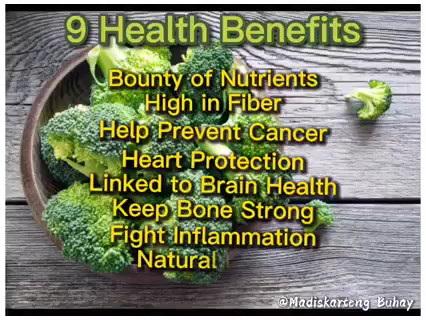 9 Health Benefits
Bounty of Nutrients
High in Fiber
Help Prevent Cancer
Heart Protection
Linked to Brain Health
Keep Bone Strong
Fight Inflammation
Natural
@Madiskarteng Buhay